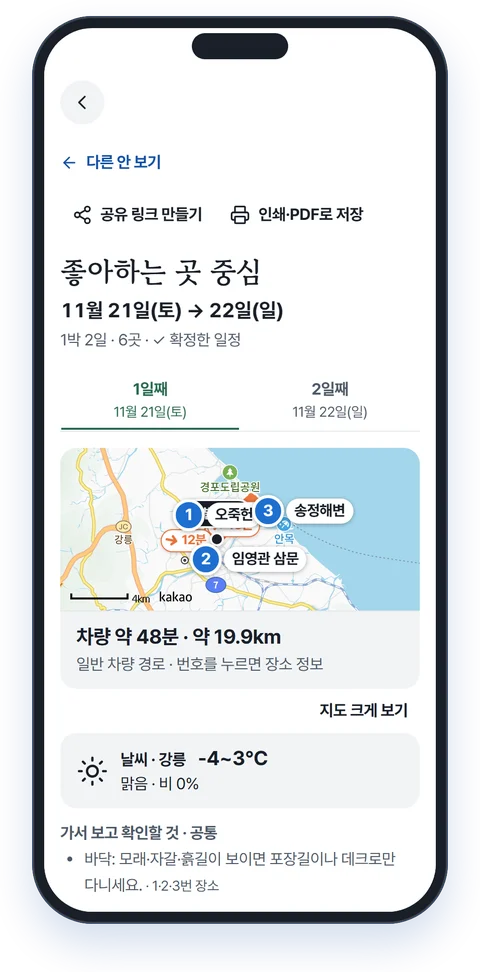 ← 다른 안 보기
공유 링크 만들기 인쇄·PDF로 저장
좋아하는 곳 중심
11월 21일(토) → 22일(일)
1박 2일 · 6곳 · ✓ 확정한 일정
1일째 2일째
11월 21일(토) 11월 22일(일)
경포도립공원
1 오죽헌 3 송정해변
JC
강릉
12분
안목
2 임영관 삼문
7
4km kakao
차량 약 48분 · 약 19.9km
일반 차량 경로 · 번호를 누르면 장소 정보
지도 크게 보기
날씨 · 강릉 -4~3°C
맑음 · 비 0%
가서 보고 확인할 것 · 공통
• 바닥: 모래·자갈·흙길이 보이면 포장길이나 데크로만
다니세요. · 1·2·3번 장소